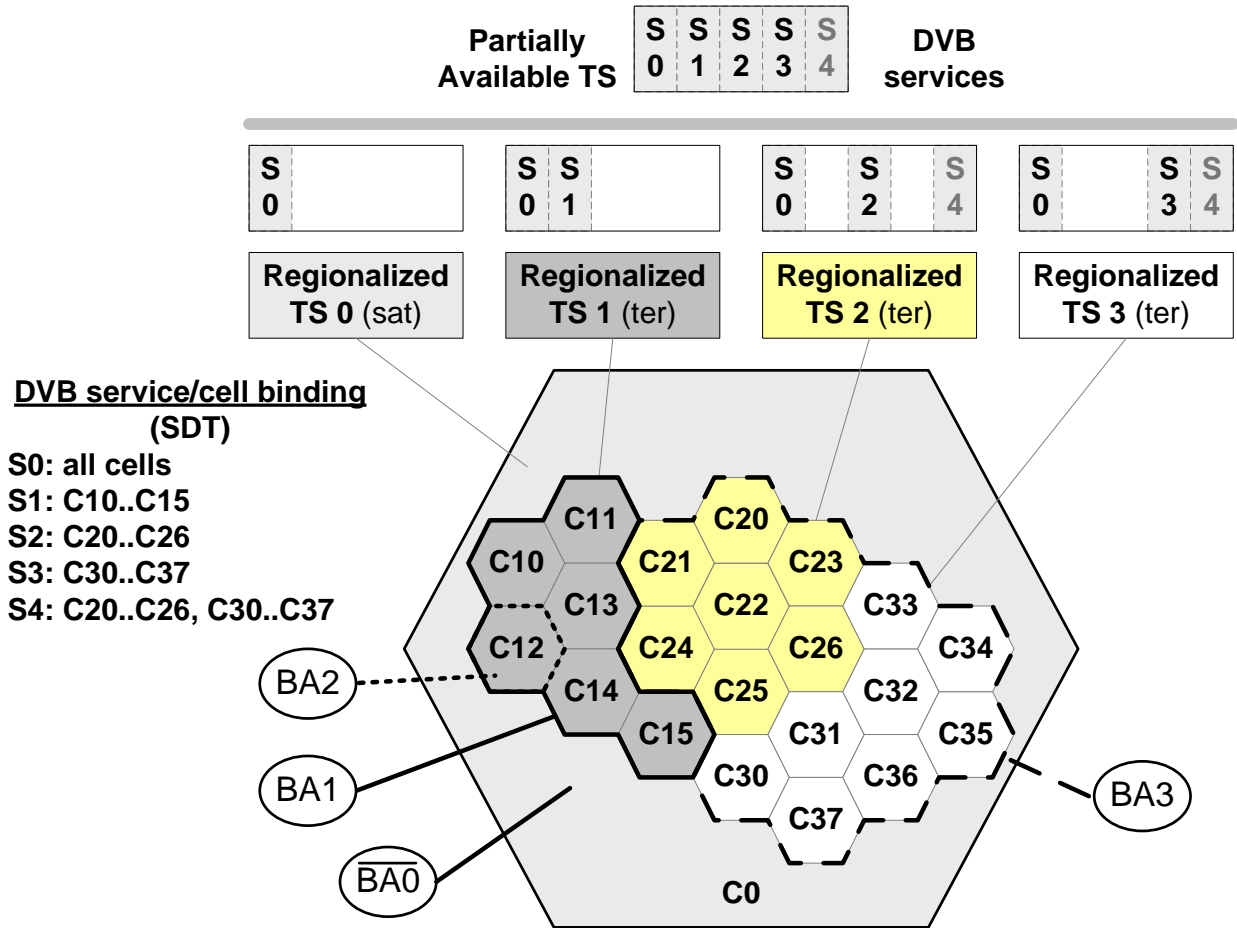 Partially
Available TS
S S S S S
0 1 2 3 4
DVB
services
S
0
S S
0 1
S S S
0 2 4
S S S
0 3 4
Regionalized
TS 0 (sat)
Regionalized
TS 1 (ter)
Regionalized
TS 2 (ter)
Regionalized
TS 3 (ter)
DVB service/cell binding
(SDT)
S0: all cells
S1: C10..C15
S2: C20..C26
S3: C30..C37
S4: C20..C26, C30..C37
C11
C20
C10
C21
C23
C13
C22
C33
C12
C24
C26
C34
C14
C25
C32
C15
C31
C35
C30
C36
C37
C0
BA2
BA1
B̅A̅0̅
BA3